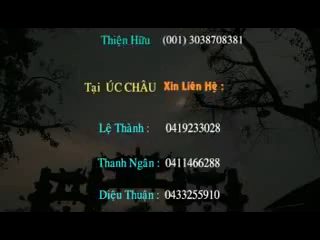 Thiện Hữu (001) 3038708381
Tại ÚC CHÂU Xin Liên Hệ :
Lệ Thành : 0419233028
Thanh Ngân : 0411466288
Diệu Thuận : 0433255910